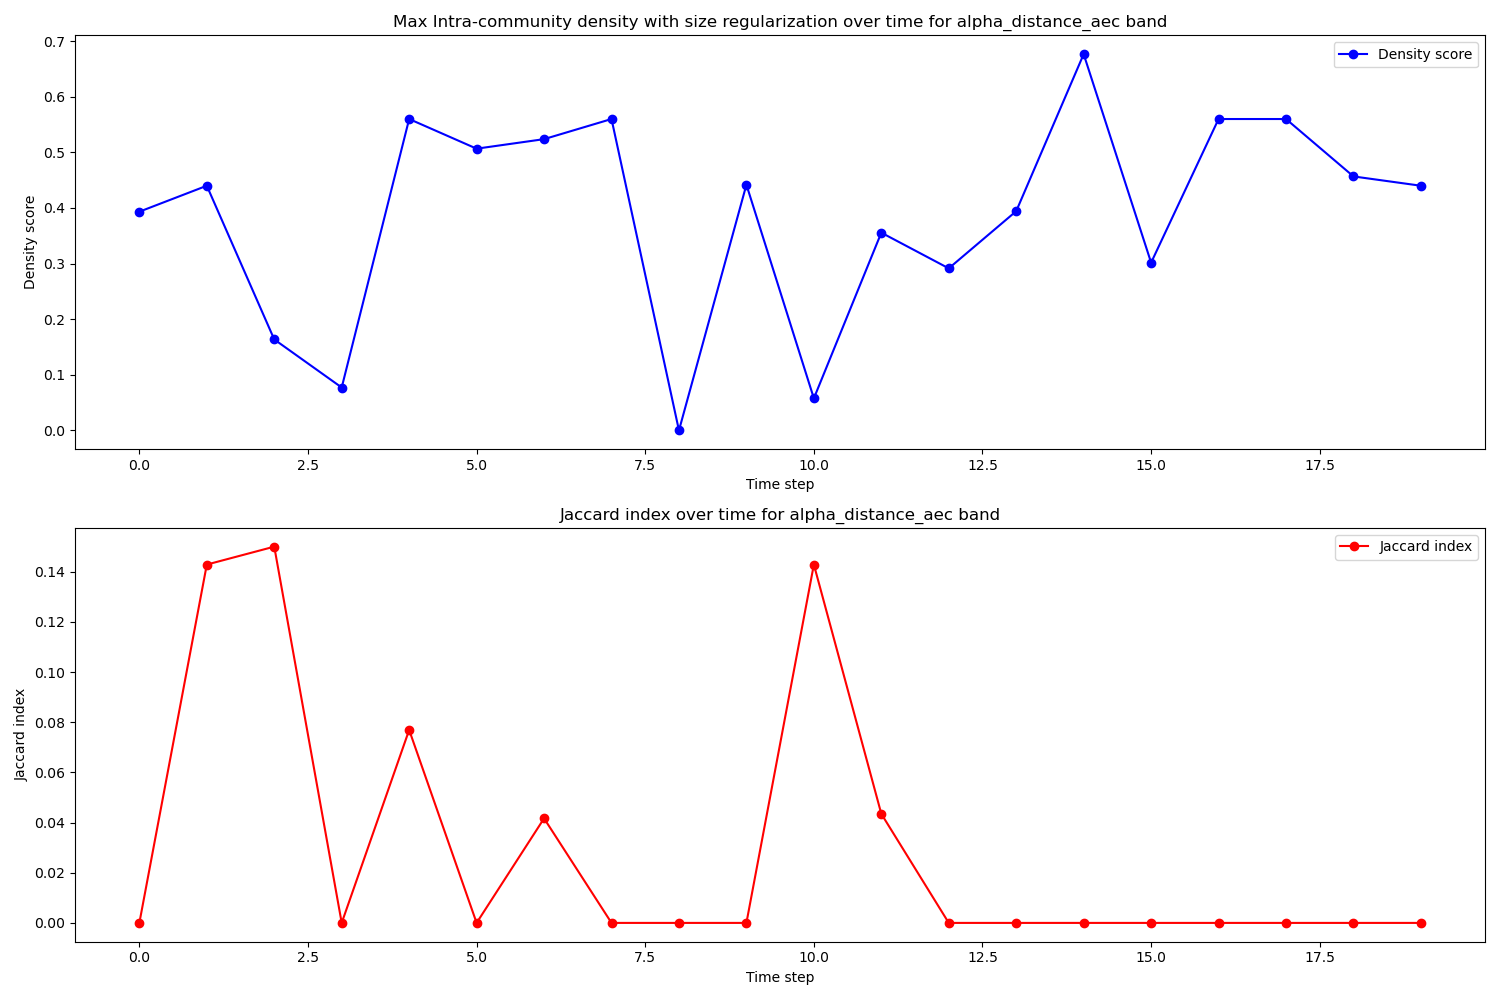 Max Intra-community density with size regularization over time for alpha_distance_aec band
Density score
0.7
0.6
0.5
0.4
0.3
0.2
0.1
0.0
Density score
0.0 2.5 5.0 7.5 10.0 12.5 15.0 17.5
Time step
Jaccard index over time for alpha_distance_aec band
Jaccard index
0.14
0.12
0.10
0.08
0.06
0.04
0.02
0.00
Jaccard index
0.0 2.5 5.0 7.5 10.0 12.5 15.0 17.5
Time step